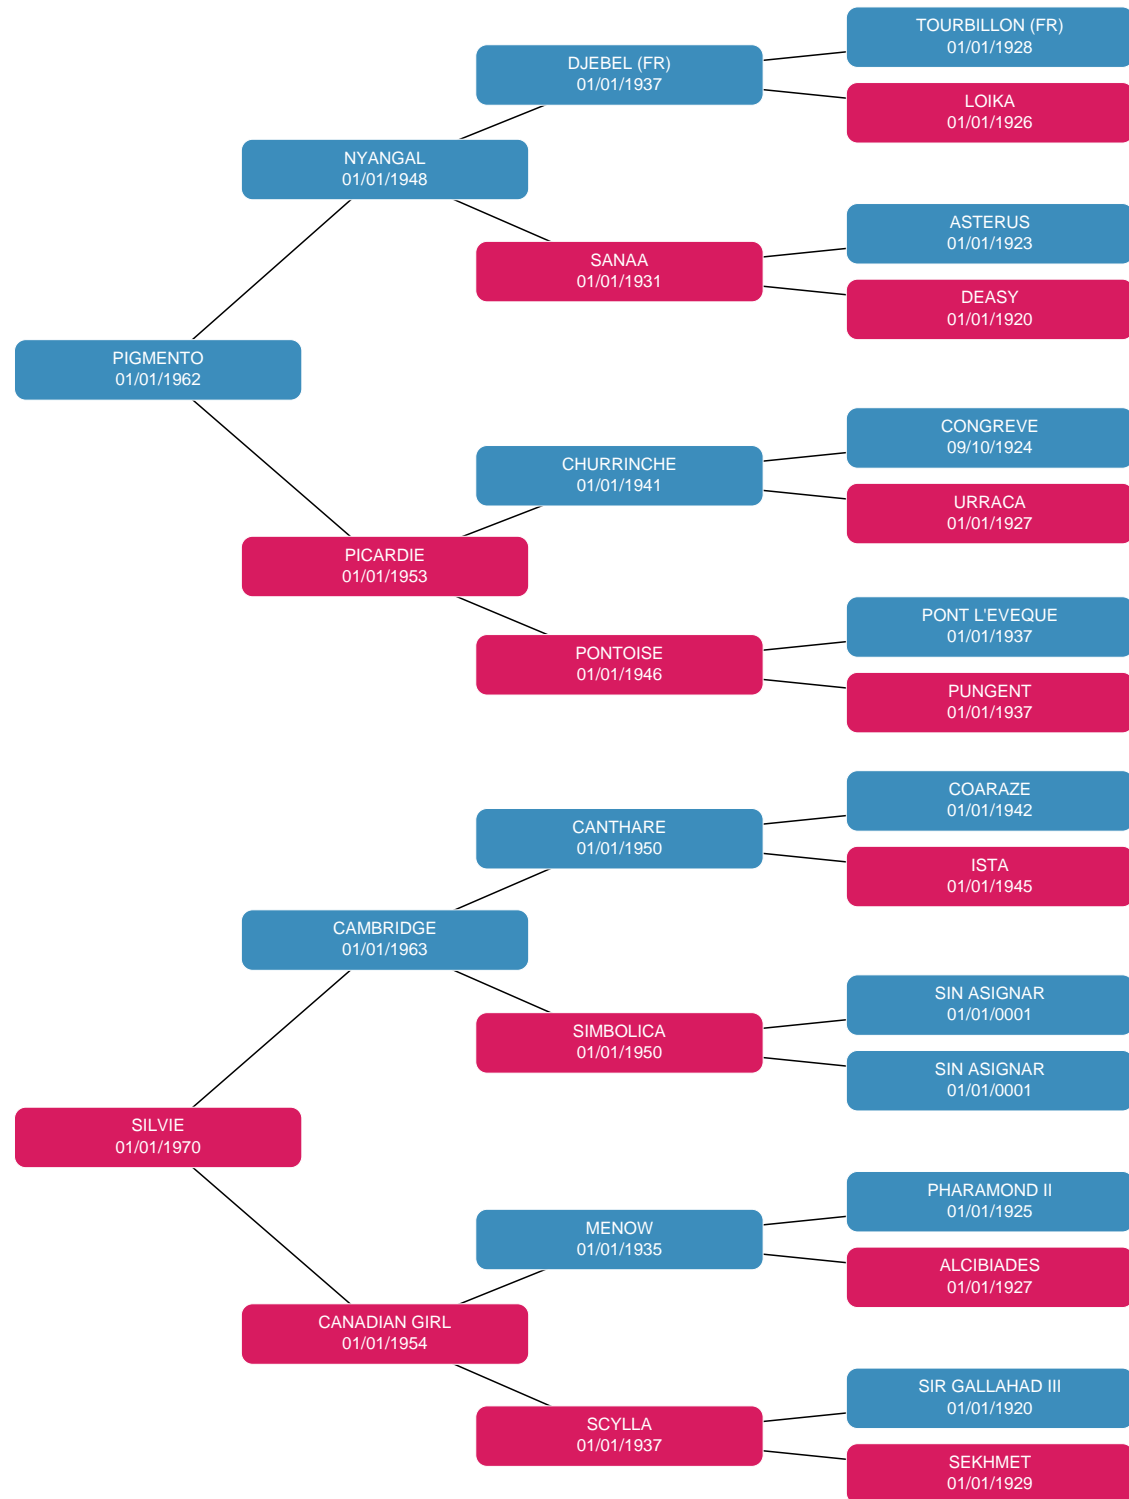 TOURBILLON (FR)
01/01/1928
DJEBEL (FR)
01/01/1937
LOIKA
01/01/1926
NYANGAL
01/01/1948
ASTERUS
01/01/1923
SANAA
01/01/1931
DEASY
01/01/1920
PIGMENTO
01/01/1962
CONGREVE
09/10/1924
CHURRINCHE
01/01/1941
URRACA
01/01/1927
PICARDIE
01/01/1953
PONT L'EVEQUE
01/01/1937
PONTOISE
01/01/1946
PUNGENT
01/01/1937
COARAZE
01/01/1942
CANTHARE
01/01/1950
ISTA
01/01/1945
CAMBRIDGE
01/01/1963
SIN ASIGNAR
01/01/0001
SIMBOLICA
01/01/1950
SIN ASIGNAR
01/01/0001
SILVIE
01/01/1970
PHARAMOND II
01/01/1925
MENOW
01/01/1935
ALCIBIADES
01/01/1927
CANADIAN GIRL
01/01/1954
SIR GALLAHAD III
01/01/1920
SCYLLA
01/01/1937
SEKHMET
01/01/1929